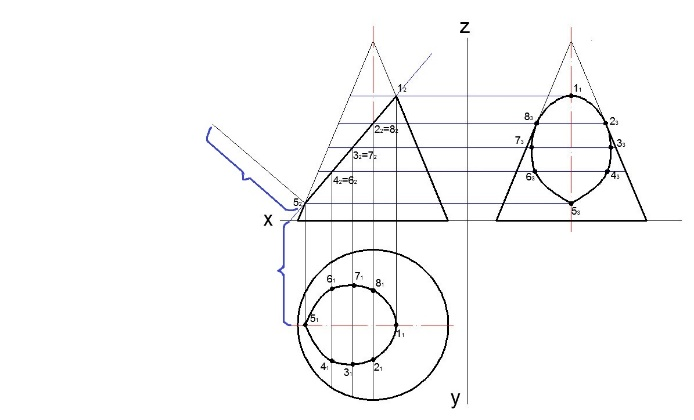 z
1₂
1₁
8₃ 2₃
2₂=8₂
7₃ 3₃
3₂=7₂
6₃ 4₃
4₂=6₂
5₂
5₃
x
6₁ 7₁ 8₁
5₁
1₁
4₁ 3₁ 2₁
y